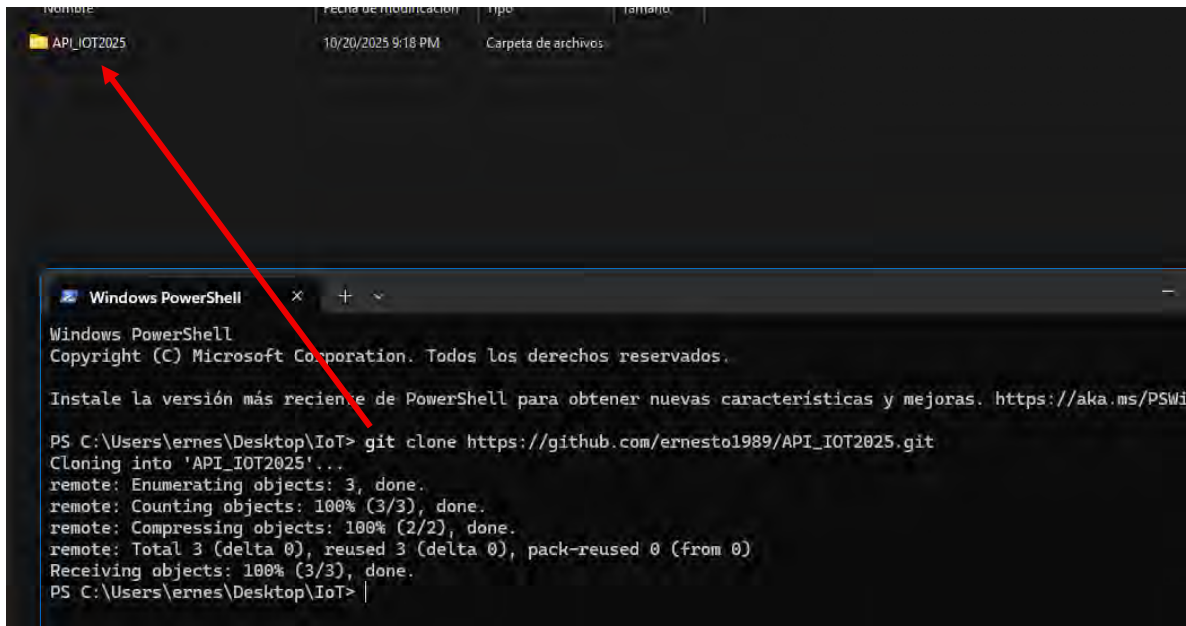 Nombre Fecha de modificación Tipo Tamaño
API_IOT2025 10/20/2025 9:18 PM Carpeta de archivos
Windows PowerShell
Windows PowerShell
Copyright (C) Microsoft Corporation. Todos los derechos reservados.
Instale la versión más reciente de PowerShell para obtener nuevas características y mejoras. https://aka.ms/PSWi
PS C:\Users\ernes\Desktop\IoT> git clone https://github.com/ernesto1989/API_IOT2025.git
Cloning into 'API_IOT2025'...
remote: Enumerating objects: 3, done.
remote: Counting objects: 100% (3/3), done.
remote: Compressing objects: 100% (2/2), done.
remote: Total 3 (delta 0), reused 3 (delta 0), pack-reused 0 (from 0)
Receiving objects: 100% (3/3), done.
PS C:\Users\ernes\Desktop\IoT>